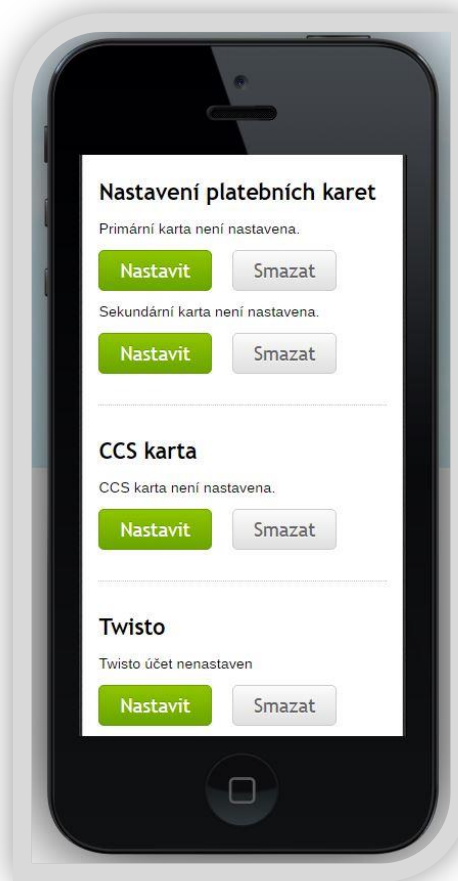 Nastavení platebních karet
Primární karta není nastavena.
Nastavit Smazat
Sekundární karta není nastavena.
Nastavit Smazat
CCS karta
CCS karta není nastavena.
Nastavit Smazat
Twisto
Twisto účet nenastaven
Nastavit Smazat